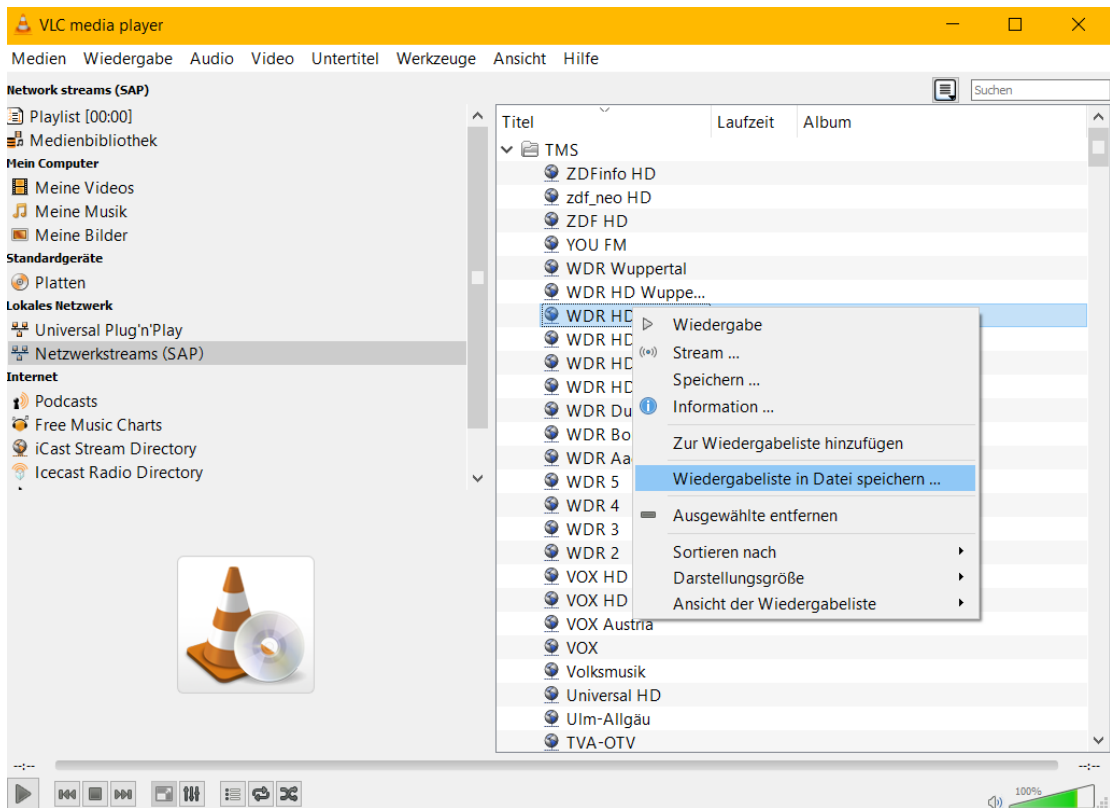 VLC media player
Medien Wiedergabe Audio Video Untertitel Werkzeuge Ansicht Hilfe
Network streams (SAP)
Suchen
Playlist [00:00]
Medienbibliothek
Mein Computer
Meine Videos
Meine Musik
Meine Bilder
Standardgeräte
Platten
Lokales Netzwerk
Universal Plug'n'Play
Netzwerkstreams (SAP)
Internet
Podcasts
Free Music Charts
iCast Stream Directory
Icecast Radio Directory
Titel Laufzeit Album
TMS
ZDFinfo HD
zdf_neo HD
ZDF HD
YOU FM
WDR Wuppertal
WDR HD Wuppe...
WDR HD
WDR HD
WDR HD
WDR HD
WDR Du
WDR Bo
WDR Aa
WDR 5
WDR 4
WDR 3
WDR 2
VOX HD
VOX HD
VOX Austria
VOX
Volksmusik
Universal HD
Ulm-Allgäu
TVA-OTV
Wiedergabe
Stream ...
Speichern ...
Information ...
Zur Wiedergabeliste hinzufügen
Wiedergabeliste in Datei speichern ...
Ausgewählte entfernen
Sortieren nach
Darstellungsgröße
Ansicht der Wiedergabeliste
--:-- --:--
100%